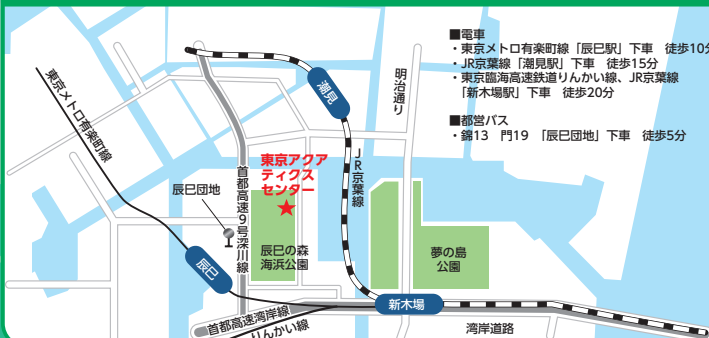 ■電車
・東京メトロ有楽町線「辰巳駅」下車　徒歩10分
・JR京葉線「潮見駅」下車　徒歩15分
・東京臨海高速鉄道りんかい線、JR京葉線
「新木場駅」下車　徒歩20分
■都営バス
・錦13　門19　「辰巳団地」下車　徒歩5分
東京メトロ有楽町線
潮見
明治通り
東京アクア
ティクス
センター
JR京葉線
首都高速9号深川線
辰巳団地
辰巳の森
海浜公園
夢の島
公園
辰巳
新木場
首都高速湾岸線
りんかい線
湾岸道路